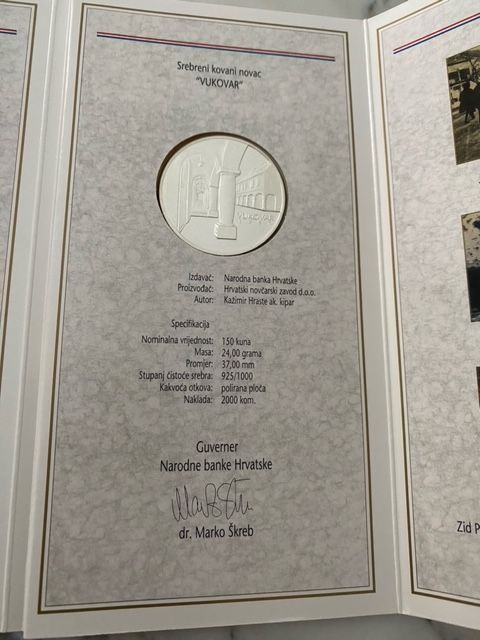 Srebreni kovani novac
"VUKOVAR"
VUKOVAR
Izdavač: Narodna banka Hrvatske
Proizvođač: Hrvatski novčarski zavod d.o.o.
Autor: Kažimir Hraste ak. kipar
Specifikacija
Nominalna vrijednost: 150 kuna
Masa: 24,00 grama
Promjer: 37,00 mm
Stupanj čistoće srebra: 925/1000
Kakvoća otkova: polirana ploča
Naklada: 2000 kom.
Guverner
Narodne banke Hrvatske
dr. Marko Škreb
Zid